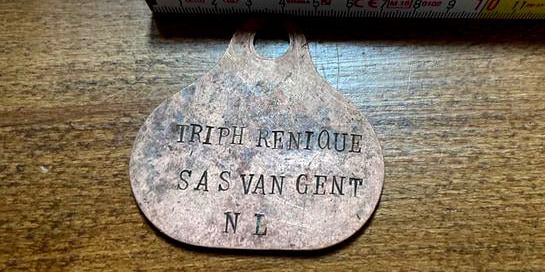 TRIPH RENIQUE
SAS VAN GENT
NL